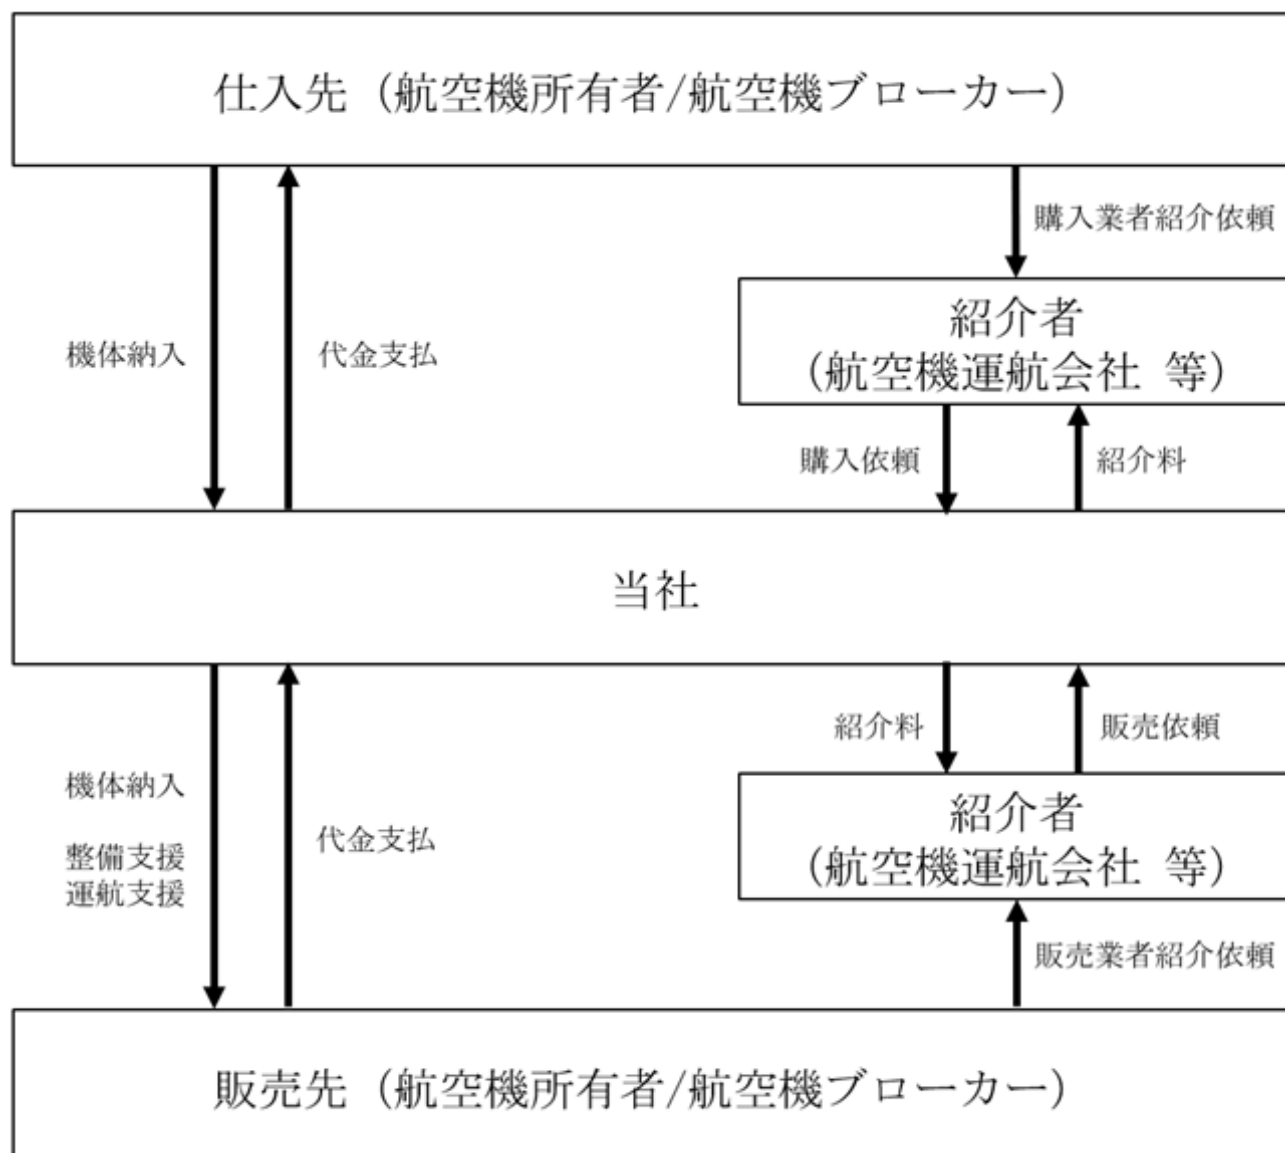 仕入先（航空機所有者/航空機ブローカー）
購入業者紹介依頼
紹介者
（航空機運航会社 等）
機体納入
代金支払
購入依頼
紹介料
当社
紹介料
販売依頼
機体納入
整備支援
運航支援
代金支払
紹介者
（航空機運航会社 等）
販売業者紹介依頼
販売先（航空機所有者/航空機ブローカー）